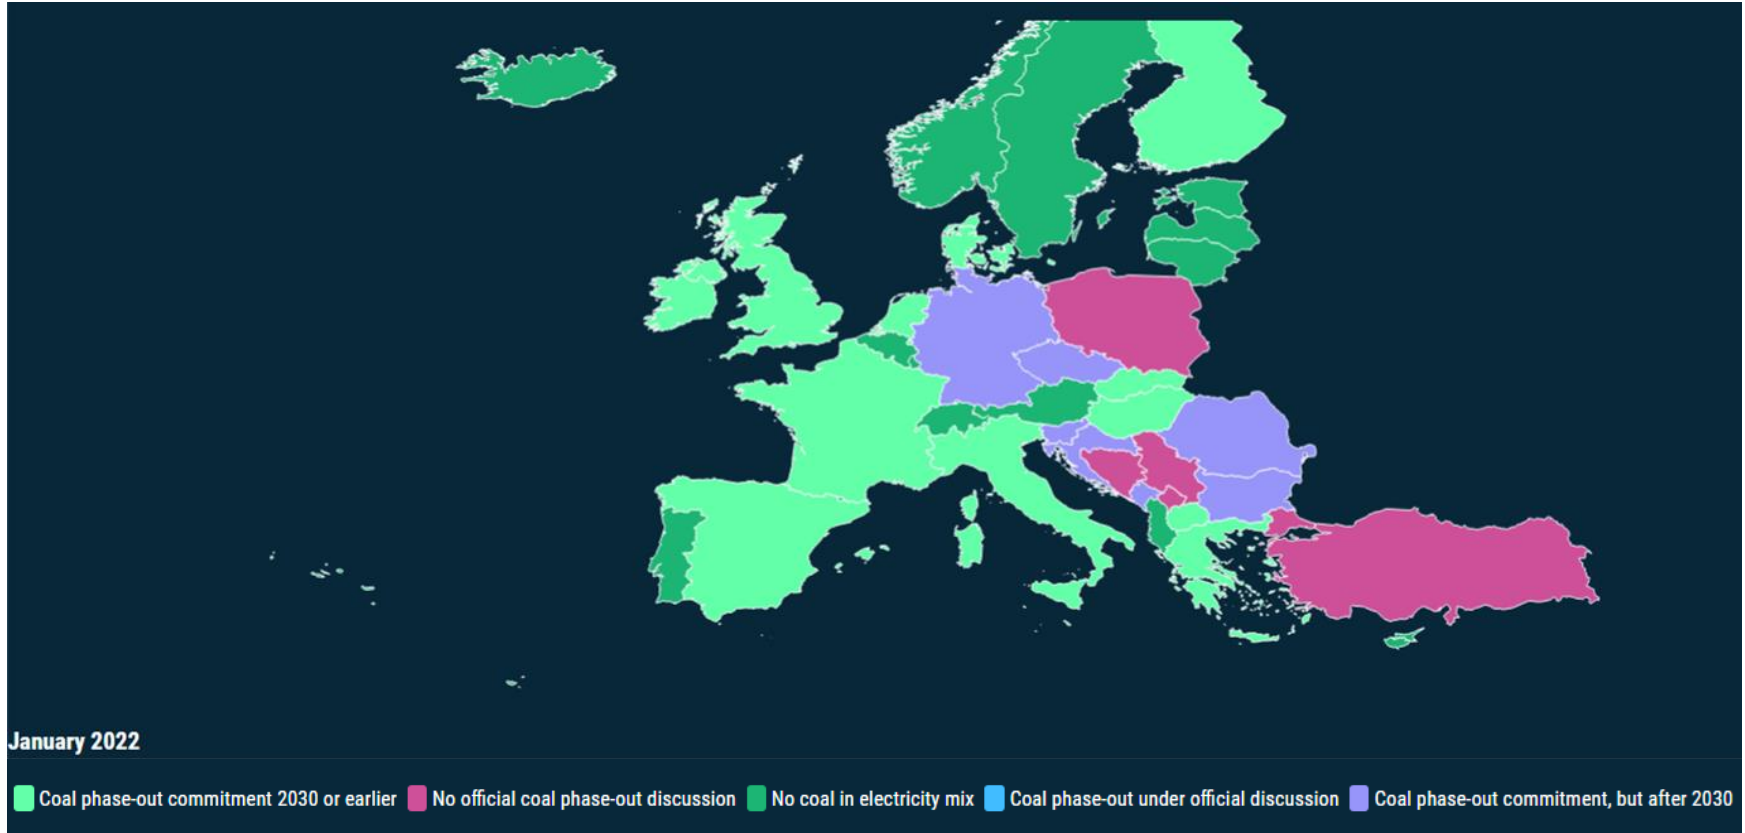 January 2022
Coal phase-out commitment 2030 or earlier No official coal phase-out discussion No coal in electricity mix Coal phase-out under official discussion Coal phase-out commitment, but after 2030